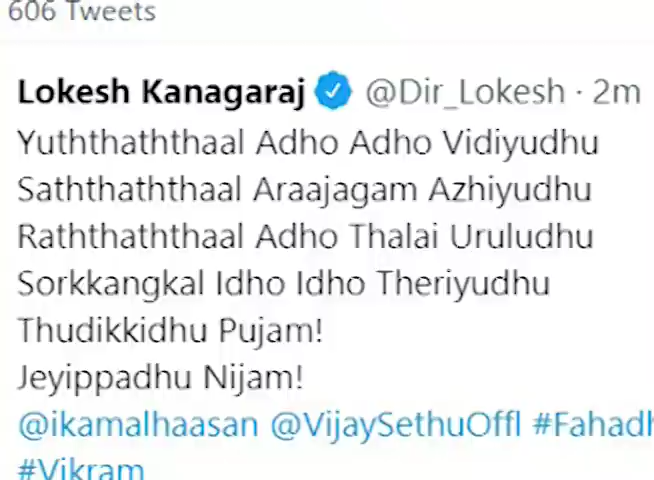 606 Tweets
Lokesh Kanagaraj @Dir_Lokesh · 2m
Yuththaththaal Adho Adho Vidiyudhu
Saththaththaal Araajagam Azhiyudhu
Raththaththaal Adho Thalai Uruludhu
Sorkkangkal Idho Idho Theriyudhu
Thudikkidhu Pujam!
Jeyippadhu Nijam!
@ikamalhaasan @VijaySethuOffl #Fahadh
#Vikram